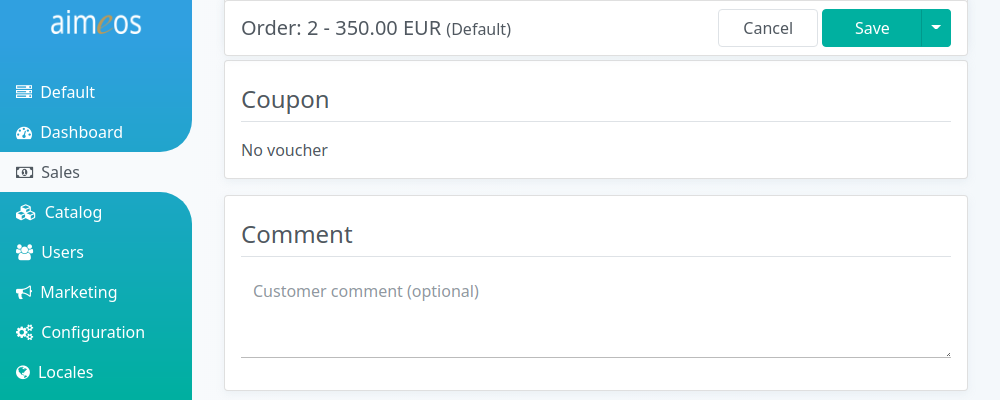 aimeos
Default
Dashboard
Sales
Catalog
Users
Marketing
Configuration
Locales
Order: 2 - 350.00 EUR (Default)
Cancel
Save
Coupon
No voucher
Comment
Customer comment (optional)